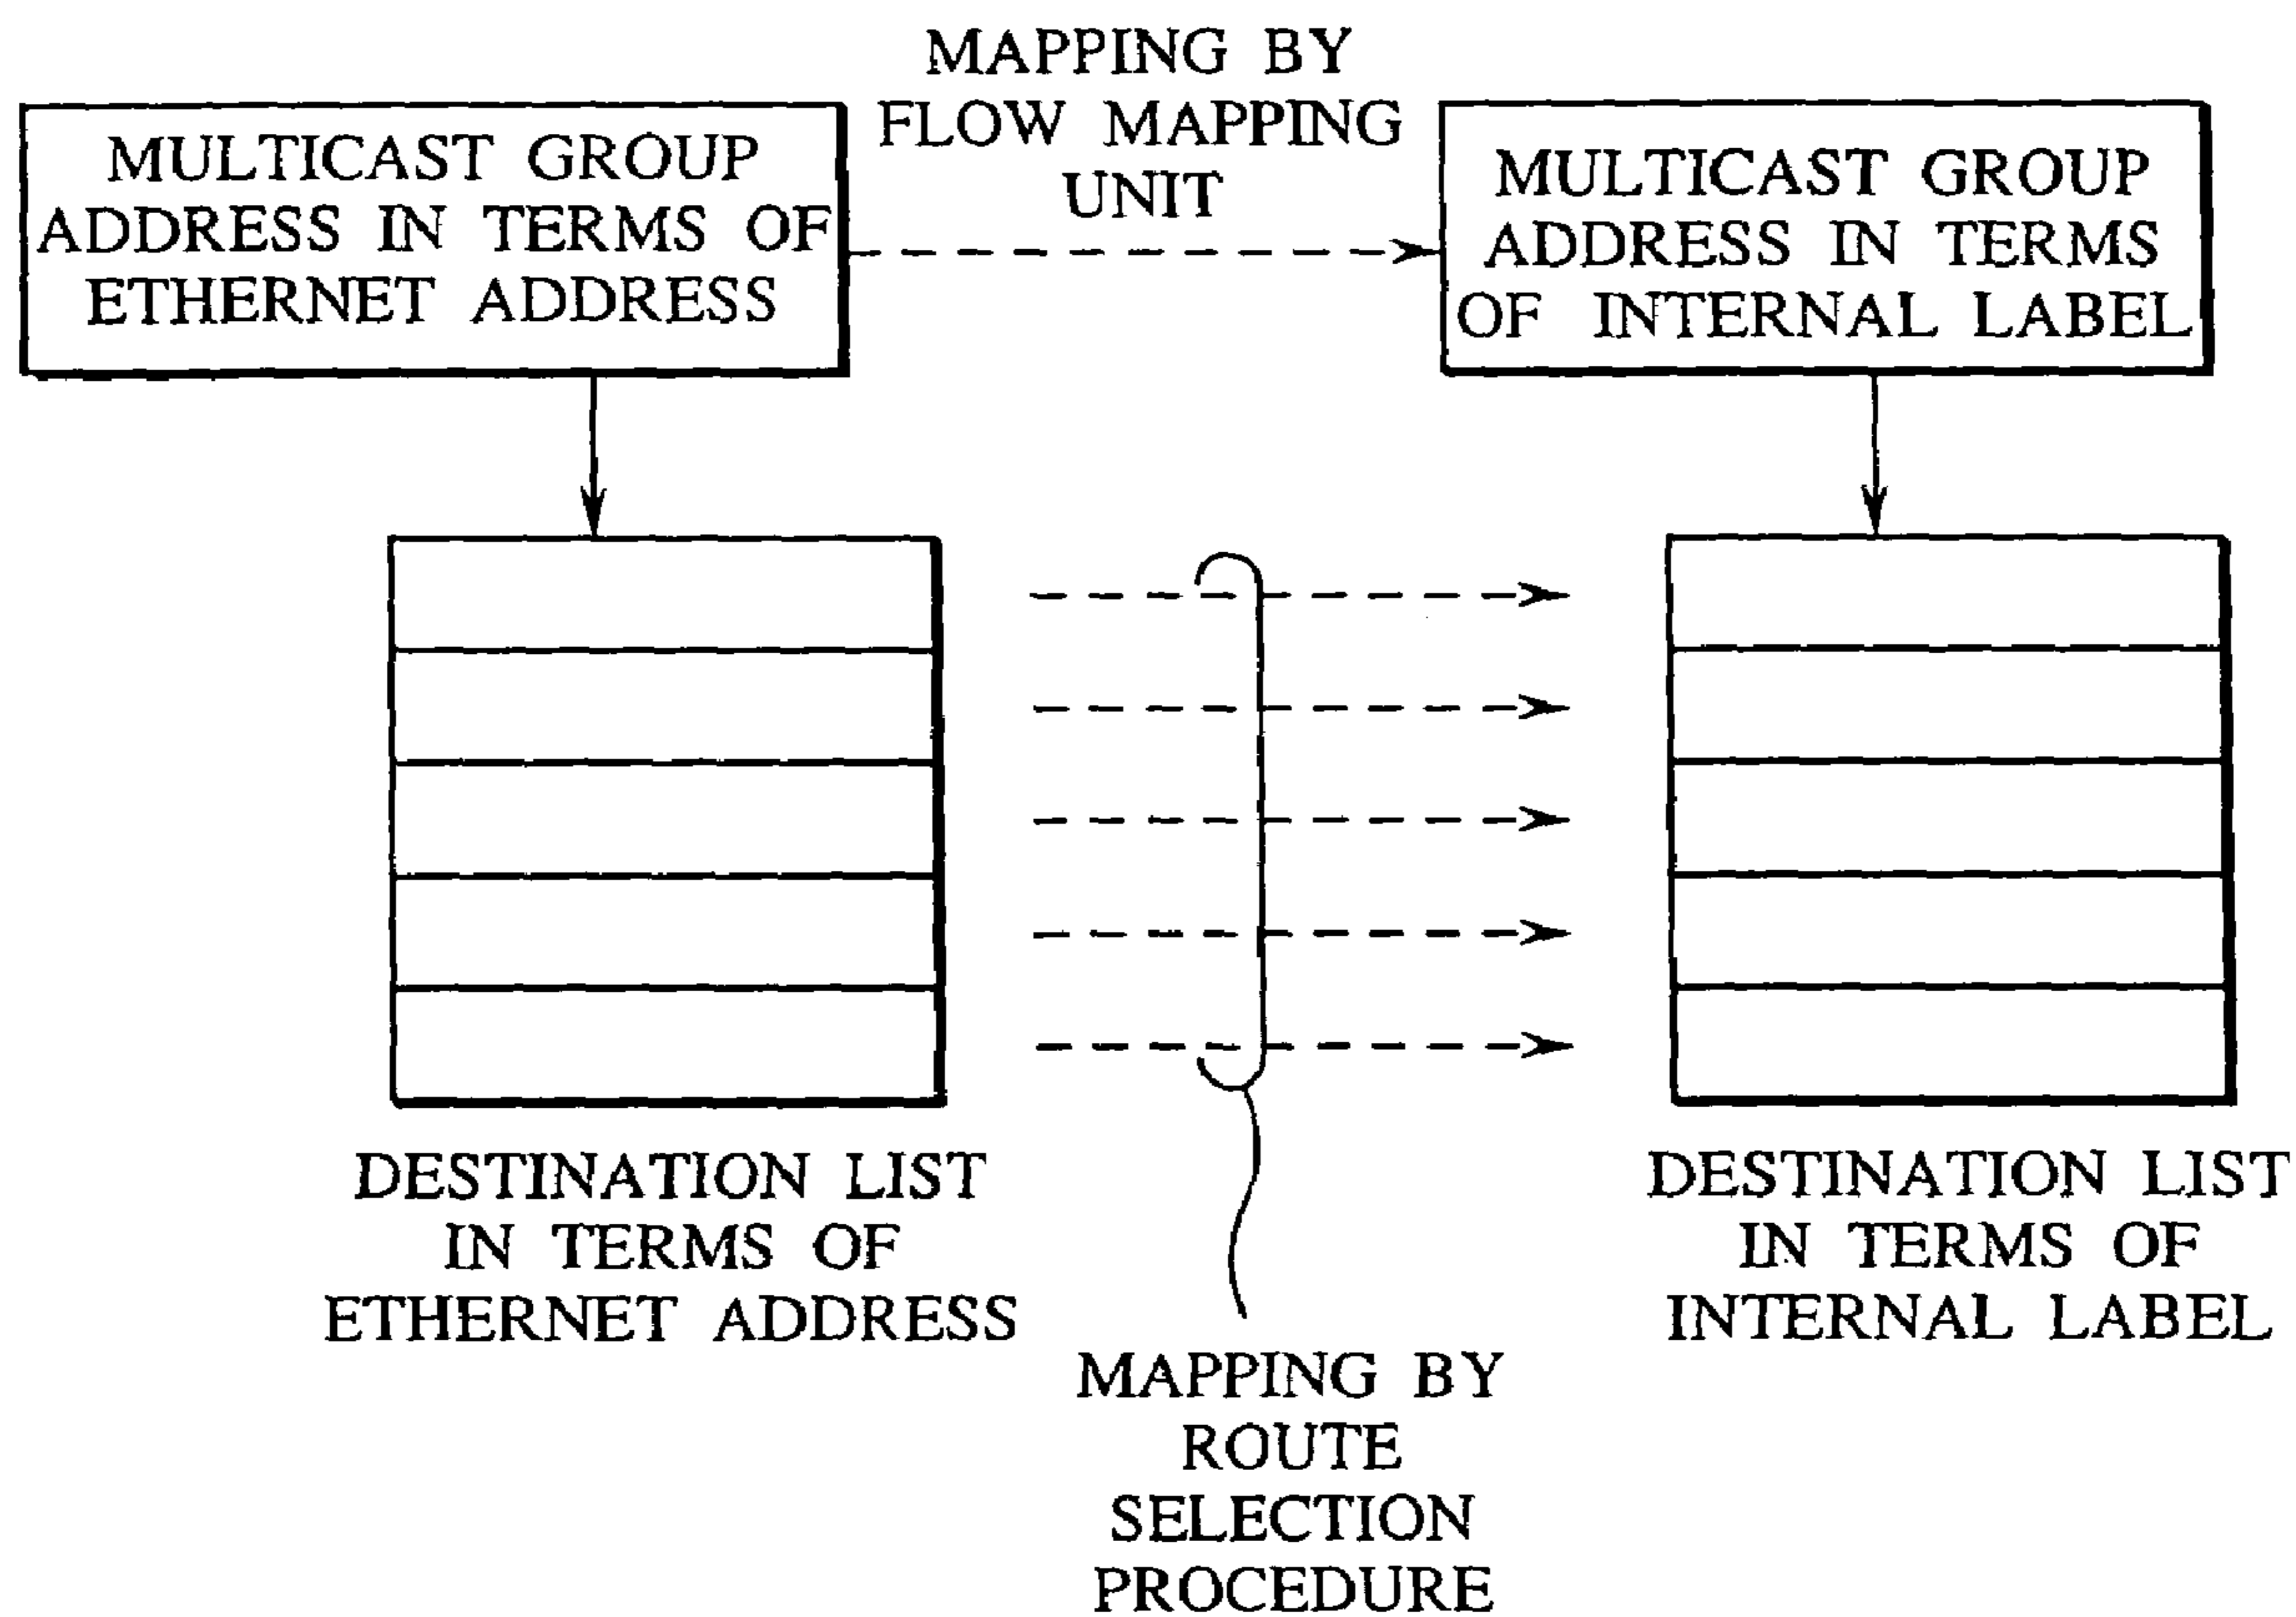 MAPPING BY
FLOW MAPPING
UNIT
MULTICAST GROUP
ADDRESS IN TERMS OF
ETHERNET ADDRESS
MULTICAST GROUP
ADDRESS IN TERMS
OF INTERNAL LABEL
DESTINATION LIST
IN TERMS OF
ETHERNET ADDRESS
DESTINATION LIST
IN TERMS OF
INTERNAL LABEL
MAPPING BY
ROUTE
SELECTION
PROCEDURE